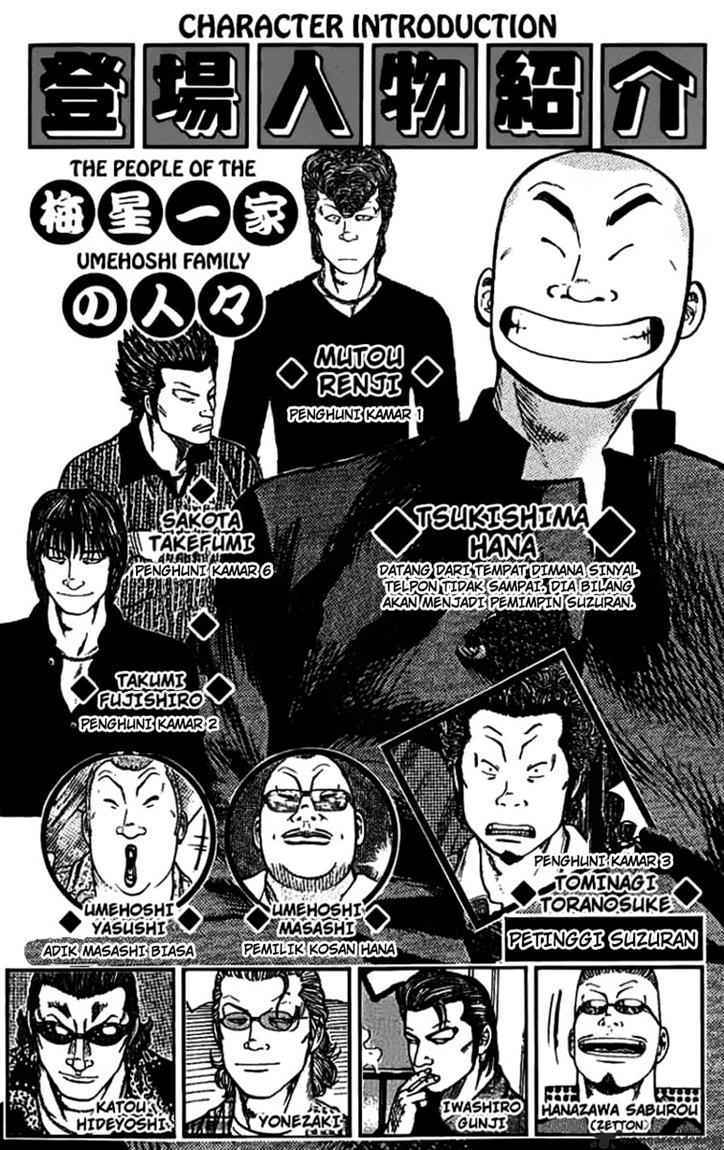 CHARACTER INTRODUCTION
登場人物紹介
THE PEOPLE OF THE
梅星一家
UMEHOSHI FAMILY
の人々
MUTOU
RENJI
PENGHUNI KAMAR 1
SAKOTA
TAKEFUMI
PENGHUNI KAMAR 6
TSUKISHIMA
HANA
DATANG DARI TEMPAT DIMANA SINYAL
TELPON TIDAK SAMPAI. DIA BILANG
AKAN MENJADI PEMIMPIN SUZURAN.
TAKUMI
FUJISHIRO
PENGHUNI KAMAR 2
PENGHUNI KAMAR 3
TOMINAGI
TORANOSUKE
UMEHOSHI
YASUSHI
ADIK MASASHI BIASA
UMEHOSHI
MASASHI
PEMILIK KOSAN HANA
PETINGGI SUZURAN
KATOU
HIDEYOSHI
YONEZAKI
IWASHIRO
GUNJI
HANAZAWA SABUROU
(ZETTON)